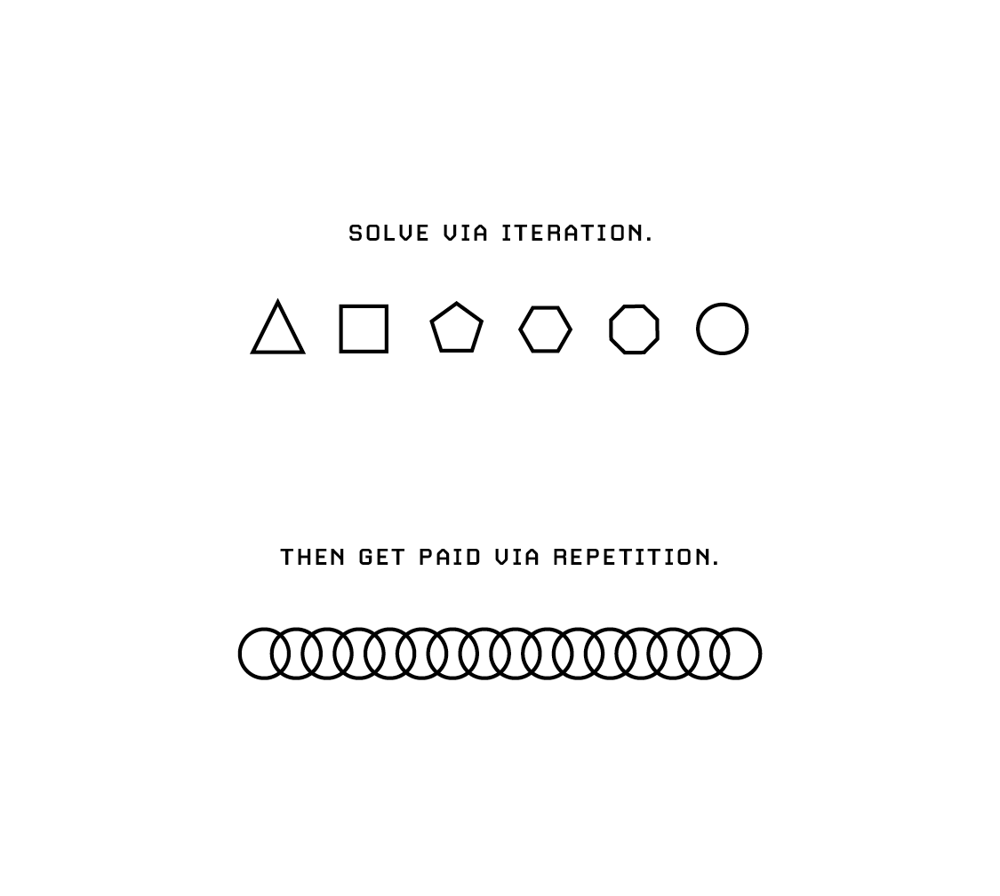 SOLVE VIA ITERATION.
THEN GET PAID VIA REPETITION.